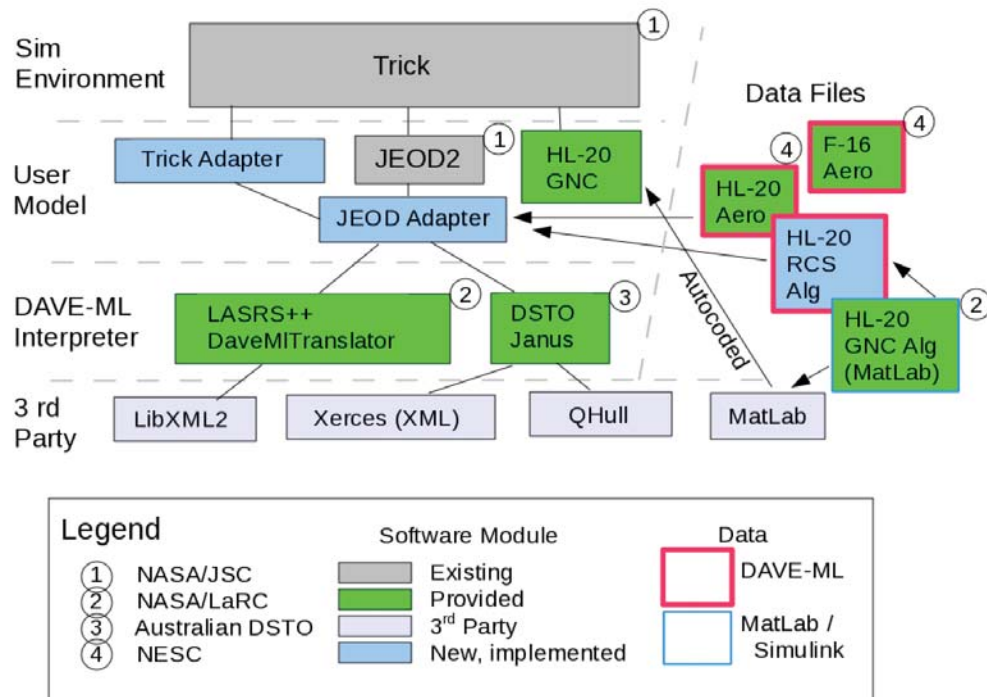 Sim
Environment
Trick
1
Data Files
User
Model
Trick Adapter
JEOD2
1
HL-20
GNC
JEOD Adapter
4
F-16
Aero
4
HL-20
Aero
HL-20
RCS
Alg
2
HL-20
GNC Alg
(MatLab)
Autocoded
DAVE-ML
Interpreter
LASRS++
DaveMlTranslator
2
DSTO
Janus
3
3 rd
Party
LibXML2
Xerces (XML)
QHull
MatLab
Legend
1 NASA/JSC
2 NASA/LaRC
3 Australian DSTO
4 NESC
Software Module
Existing
Provided
3rd Party
New, implemented
Data
DAVE-ML
MatLab /
Simulink